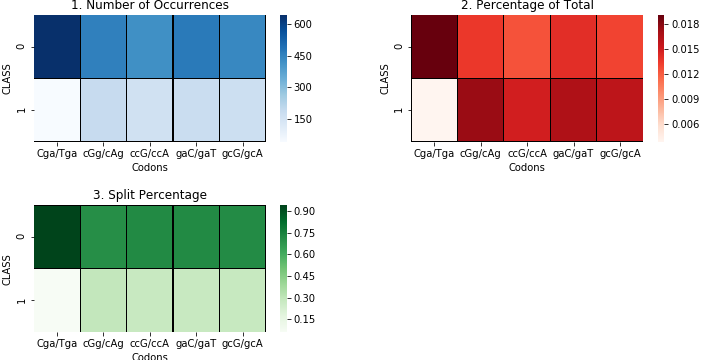 1. Number of Occurrences
CLASS
0
1
Cga/Tga cGg/cAg ccG/ccA gaC/gaT gcG/gcA
Codons
600
450
300
150
2. Percentage of Total
CLASS
0
1
Cga/Tga cGg/cAg ccG/ccA gaC/gaT gcG/gcA
Codons
0.018
0.015
0.012
0.009
0.006
3. Split Percentage
CLASS
0
1
Cga/Tga cGg/cAg ccG/ccA gaC/gaT gcG/gcA
Codons
0.90
0.75
0.60
0.45
0.30
0.15